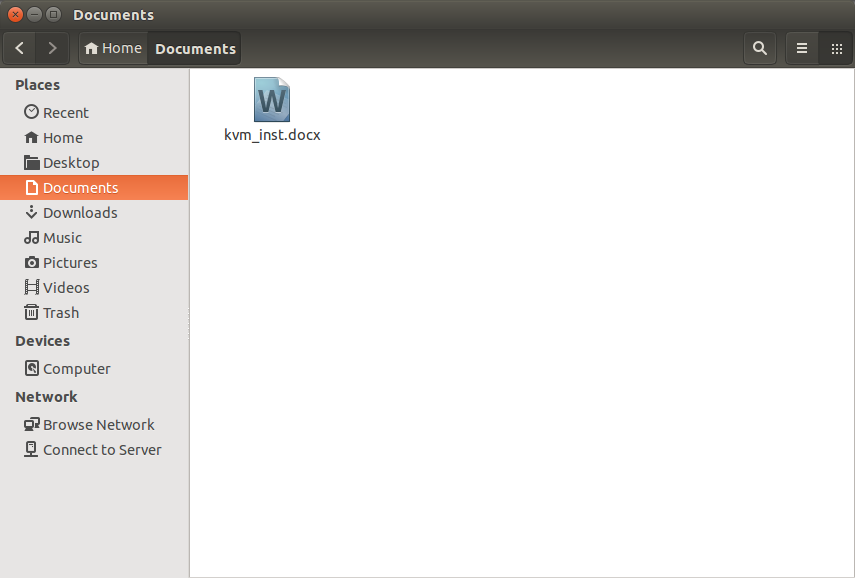 Documents
Home Documents
Places
Recent
Home
Desktop
Documents
Downloads
Music
Pictures
Videos
Trash
Devices
Computer
Network
Browse Network
Connect to Server
W
kvm_inst.docx